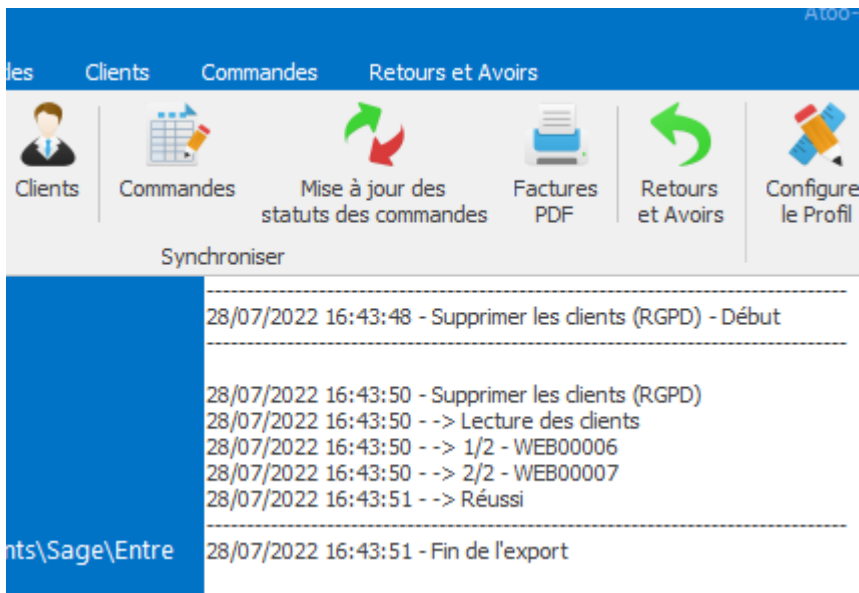 Atoo-
des Clients Commandes Retours et Avoirs
Clients Commandes Mise à jour des Factures Retours Configure
statuts des commandes PDF et Avoirs le Profil
Synchroniser
28/07/2022 16:43:48 - Supprimer les clients (RGPD) - Début
28/07/2022 16:43:50 - Supprimer les clients (RGPD)
28/07/2022 16:43:50 - --> Lecture des clients
28/07/2022 16:43:50 - --> 1/2 - WEB00006
28/07/2022 16:43:50 - --> 2/2 - WEB00007
28/07/2022 16:43:51 - --> Réussi
nts\Sage\Entre
28/07/2022 16:43:51 - Fin de l'export